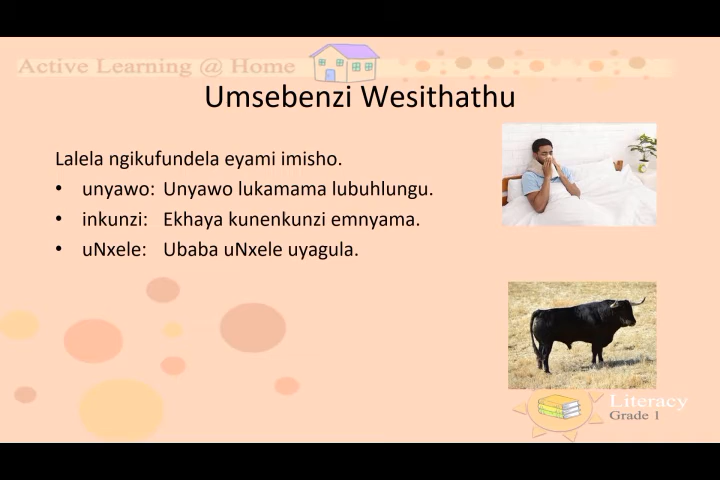 Active Learning @ Home
Umsebenzi Wesithathu
Lalela ngikufundela eyami imisho.
• unyawo: Unyawo lukamama lubuhlungu.
• inkunzi: Ekhaya kunenkunzi emnyama.
• uNxele: Ubaba uNxele uyagula.
Literacy
Grade 1